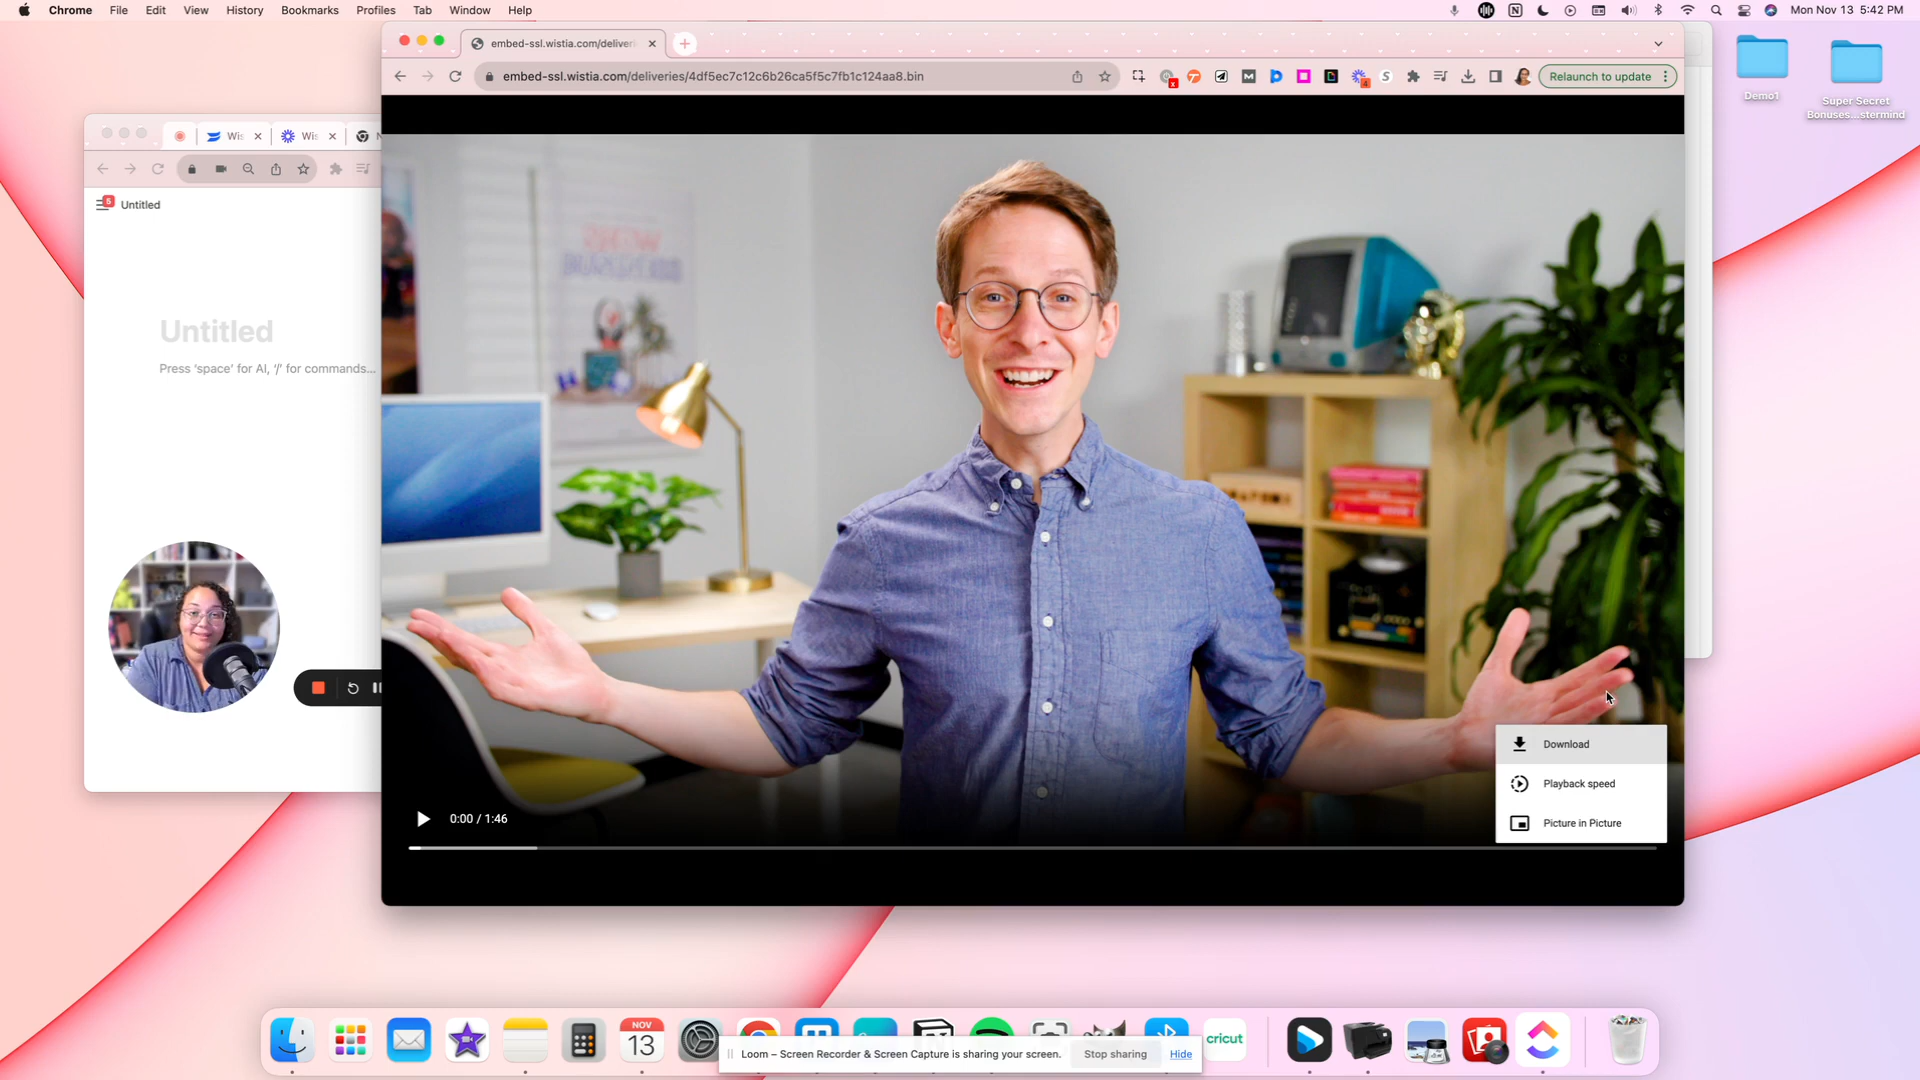 Chrome File Edit View History Bookmarks Profiles Tab Window Help
Mon Nov 13 5:42 PM
embed-ssl.wistia.com/deliver
embed-ssl.wistia.com/deliveries/4df5ec7c12c6b26ca5f5c7fb1c124aa8.bin
Relaunch to update
Demo1
Super Secret
Bonuses...stermind
Wis
Wis
N
5
Untitled
Untitled
Press ‘space’ for AI, ‘/’ for commands...
Download
Playback speed
Picture in Picture
0:00 / 1:46
NOV
13
cricut
Loom – Screen Recorder & Screen Capture is sharing your screen.
Stop sharing
Hide